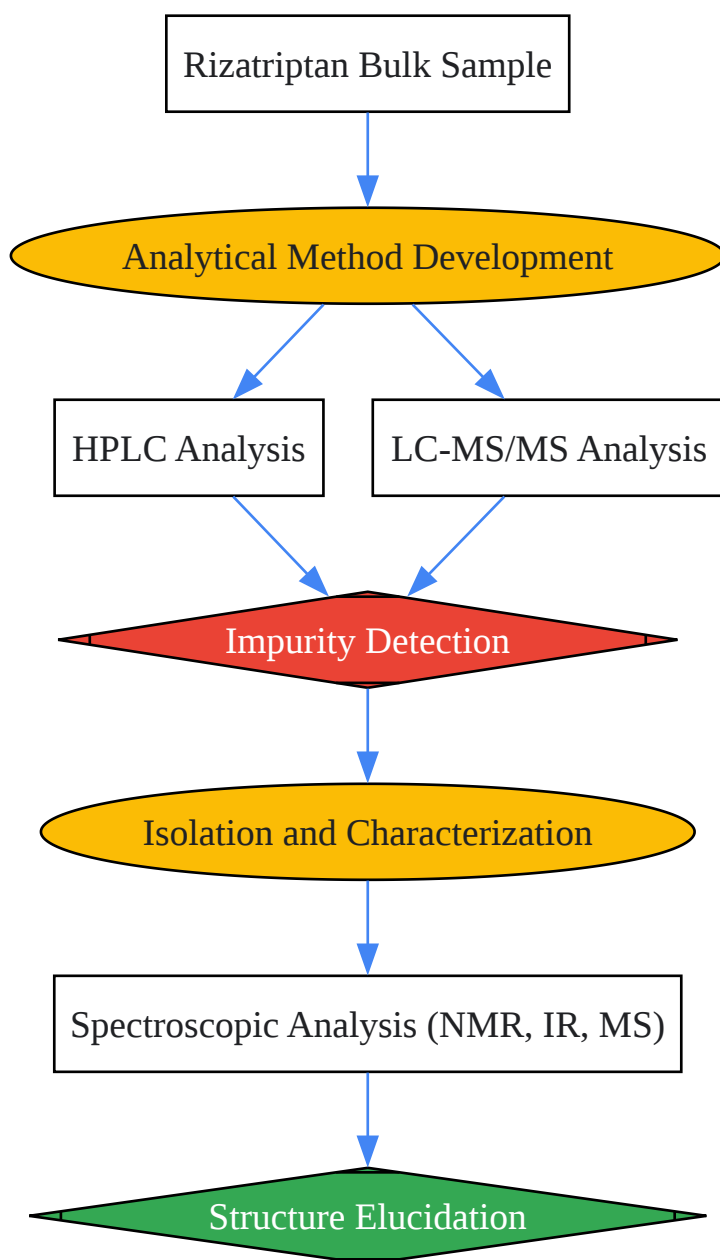 Rizatriptan Bulk Sample
Analytical Method Development
HPLC Analysis
LC-MS/MS Analysis
Impurity Detection
Isolation and Characterization
Spectroscopic Analysis (NMR, IR, MS)
Structure Elucidation